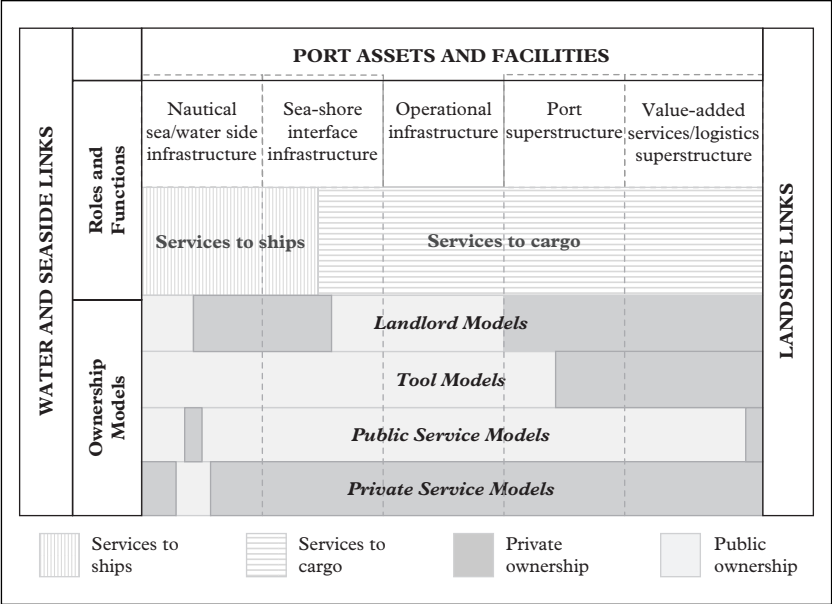 PORT ASSETS AND FACILITIES
WATER AND SEASIDE LINKS
Roles and
Functions
Nautical
sea/water side
infrastructure
Sea-shore
interface
infrastructure
Operational
infrastructure
Port
superstructure
Value-added
services/logistics
superstructure
LANDSIDE LINKS
Services to ships
Services to cargo
Ownership
Models
Landlord Models
Tool Models
Public Service Models
Private Service Models
Services to
ships
Services to
cargo
Private
ownership
Public
ownership